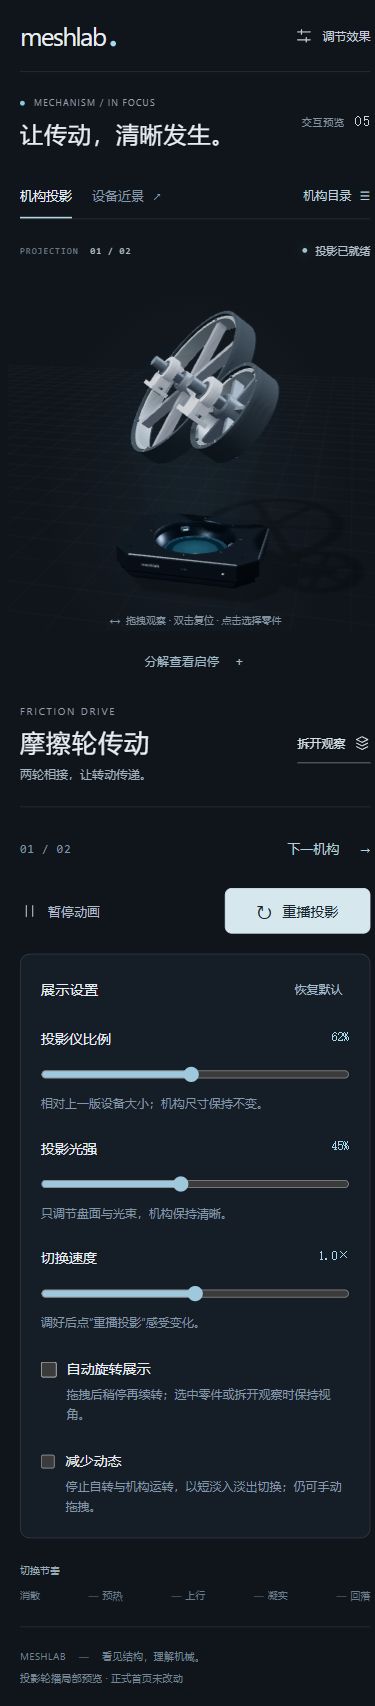 meshlab.
调节效果
MECHANISM / IN FOCUS
让传动，清晰发生。
交互预览 05
机构投影 设备近景 ↗ 机构目录 ☰
PROJECTION 01 / 02 投影已就绪
↔ 拖拽观察 · 双击复位 · 点击选择零件
分解查看启停 +
FRICTION DRIVE
摩擦轮传动
拆开观察
两轮相接，让转动传递。
01 / 02 下一机构 →
暂停动画 ↻ 重播投影
展示设置 恢复默认
投影仪比例 62%
相对上一版设备大小；机构尺寸保持不变。
投影光强 45%
只调节盘面与光束，机构保持清晰。
切换速度 1.0×
调好后点“重播投影”感受变化。
自动旋转展示
拖拽后稍停再续转；选中零件或拆开观察时保持视
角。
减少动态
停止自转与机构运转，以短淡入淡出切换；仍可手动
拖拽。
切换节奏
消散 — 预热 — 上行 — 凝实 — 回落
MESHLAB — 看见结构，理解机械。
投影轮播局部预览 · 正式首页未改动